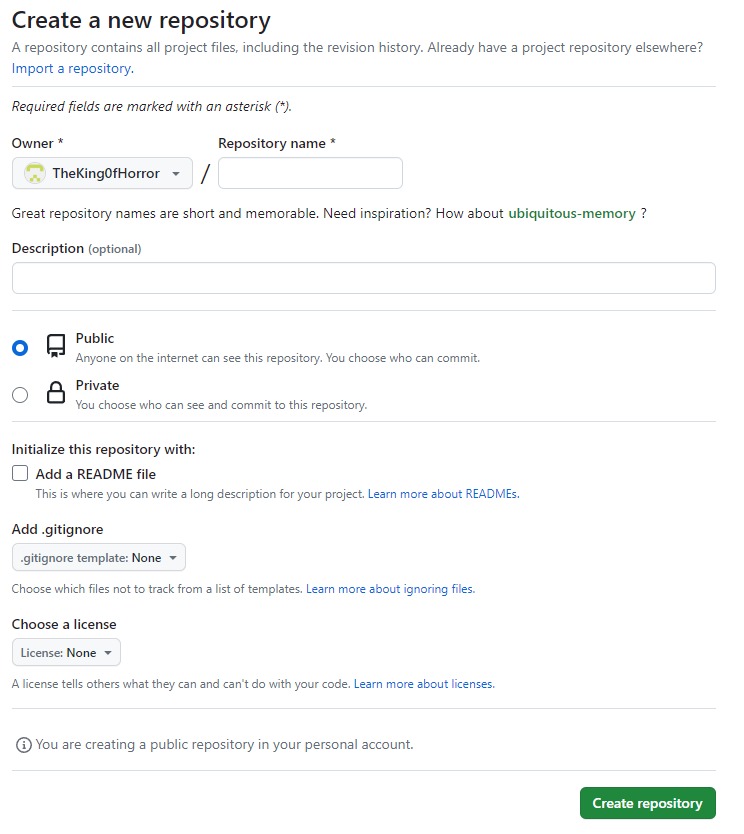 Create a new repository
A repository contains all project files, including the revision history. Already have a project repository elsewhere?
Import a repository.
Required fields are marked with an asterisk (*).
Owner * Repository name *
TheKing0fHorror /
Great repository names are short and memorable. Need inspiration? How about ubiquitous-memory ?
Description (optional)
Public
Anyone on the internet can see this repository. You choose who can commit.
Private
You choose who can see and commit to this repository.
Initialize this repository with:
Add a README file
This is where you can write a long description for your project. Learn more about READMEs.
Add .gitignore
.gitignore template: None
Choose which files not to track from a list of templates. Learn more about ignoring files.
Choose a license
License: None
A license tells others what they can and can't do with your code. Learn more about licenses.
You are creating a public repository in your personal account.
Create repository